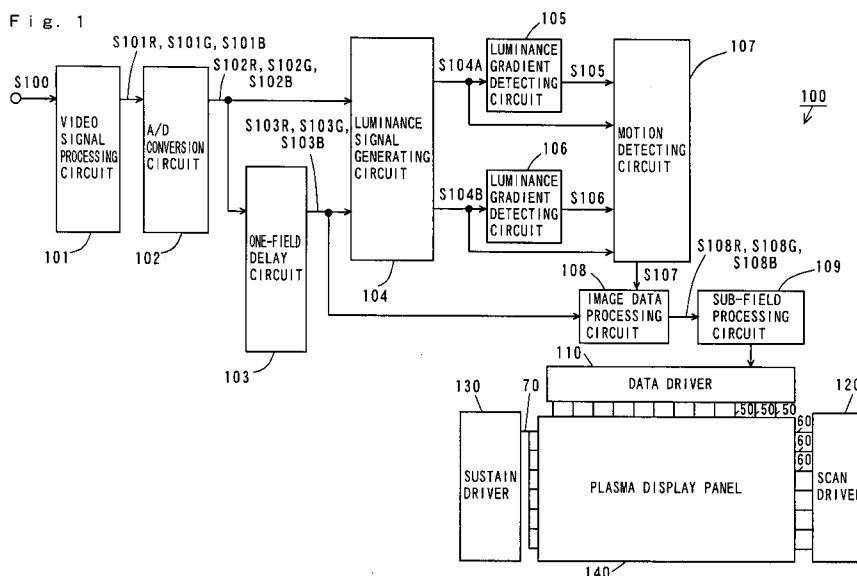 Fig. 1
S101R, S101G, S101B
S102R, S102G,
S102B
S100
VIDEO
SIGNAL
PROCESSING
CIRCUIT
101
A/D
CONVERSION
CIRCUIT
102
S103R, S103G,
S103B
ONE-FIELD
DELAY
CIRCUIT
103
LUMINANCE
SIGNAL
GENERATING
CIRCUIT
104
S104A
S104B
105
LUMINANCE
GRADIENT
DETECTING
CIRCUIT
S105
106
LUMINANCE
GRADIENT
DETECTING
CIRCUIT
S106
107
MOTION
DETECTING
CIRCUIT
100
S107
S108R, S108G,
S108B
108
IMAGE DATA
PROCESSING
CIRCUIT
109
SUB-FIELD
PROCESSING
CIRCUIT
110
DATA DRIVER
50 50 50
130
SUSTAIN
DRIVER
70
PLASMA DISPLAY PANEL
140
60
60
60
120
SCAN
DRIVER